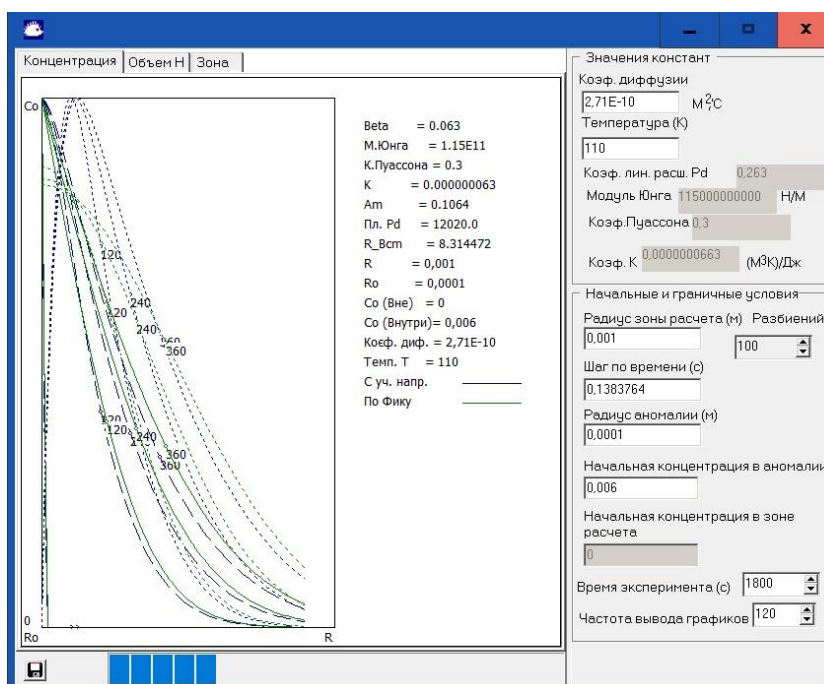 Концентрация Объем Н Зона
Co
120
120
240
240
360
360
120
120
240
360
360
0
Ro R
Beta = 0.063
М.Юнга = 1.15E11
К.Пуассона = 0.3
К = 0.000000063
Am = 0.1064
Пл. Pd = 12020.0
R_Вcm = 8.314472
R = 0,001
Ro = 0,0001
Co (Вне) = 0
Co (Внутри)= 0,006
Коеф. диф. = 2,71E-10
Темп. Т = 110
С уч. напр.
По Фику
Значения констант
Коэф. диффузии
2,71E-10 М^2/С
Температура (К)
110
Коэф. лин. расш. Pd 0,263
Модуль Юнга 115000000000 Н/М
Коэф.Пуассона 0,3
Коэф. К 0,0000000663 (М3К)/Дж
Начальные и граничные условия
Радиус зоны расчета (м) Разбиений
0,001 100
Шаг по времени (с)
0,1383764
Радиус аномалии (м)
0,0001
Начальная концентрация в аномалии
0,006
Начальная концентрация в зоне
расчета
0
Время эксперимента (с) 1800
Частота вывода графиков 120